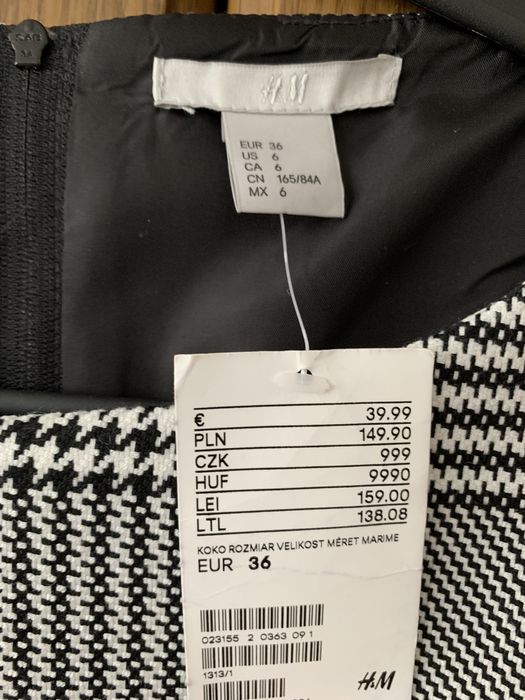 H&M
EUR 36
US 6
CA 6
CN 165/84A
MX 6
€ 39.99
PLN 149.90
CZK 999
HUF 9990
LEI 159.00
LTL 138.08
KOKO ROZMIAR VELIKOST MÉRET MARIME
EUR 36
023155 2 0363 09 1
1313/1
H&M